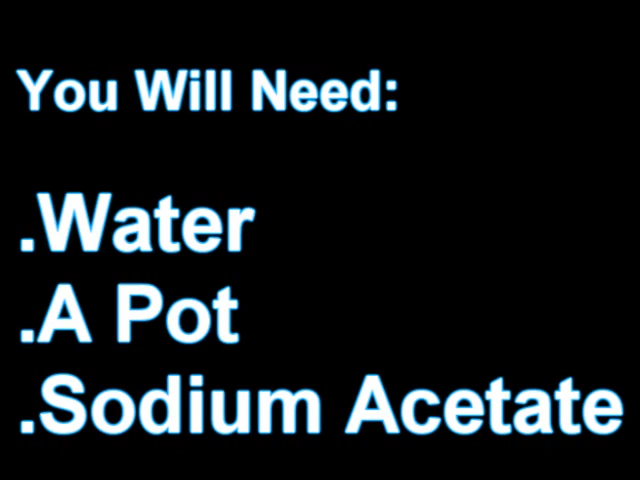 You Will Need:
.Water
.A Pot
.Sodium Acetate